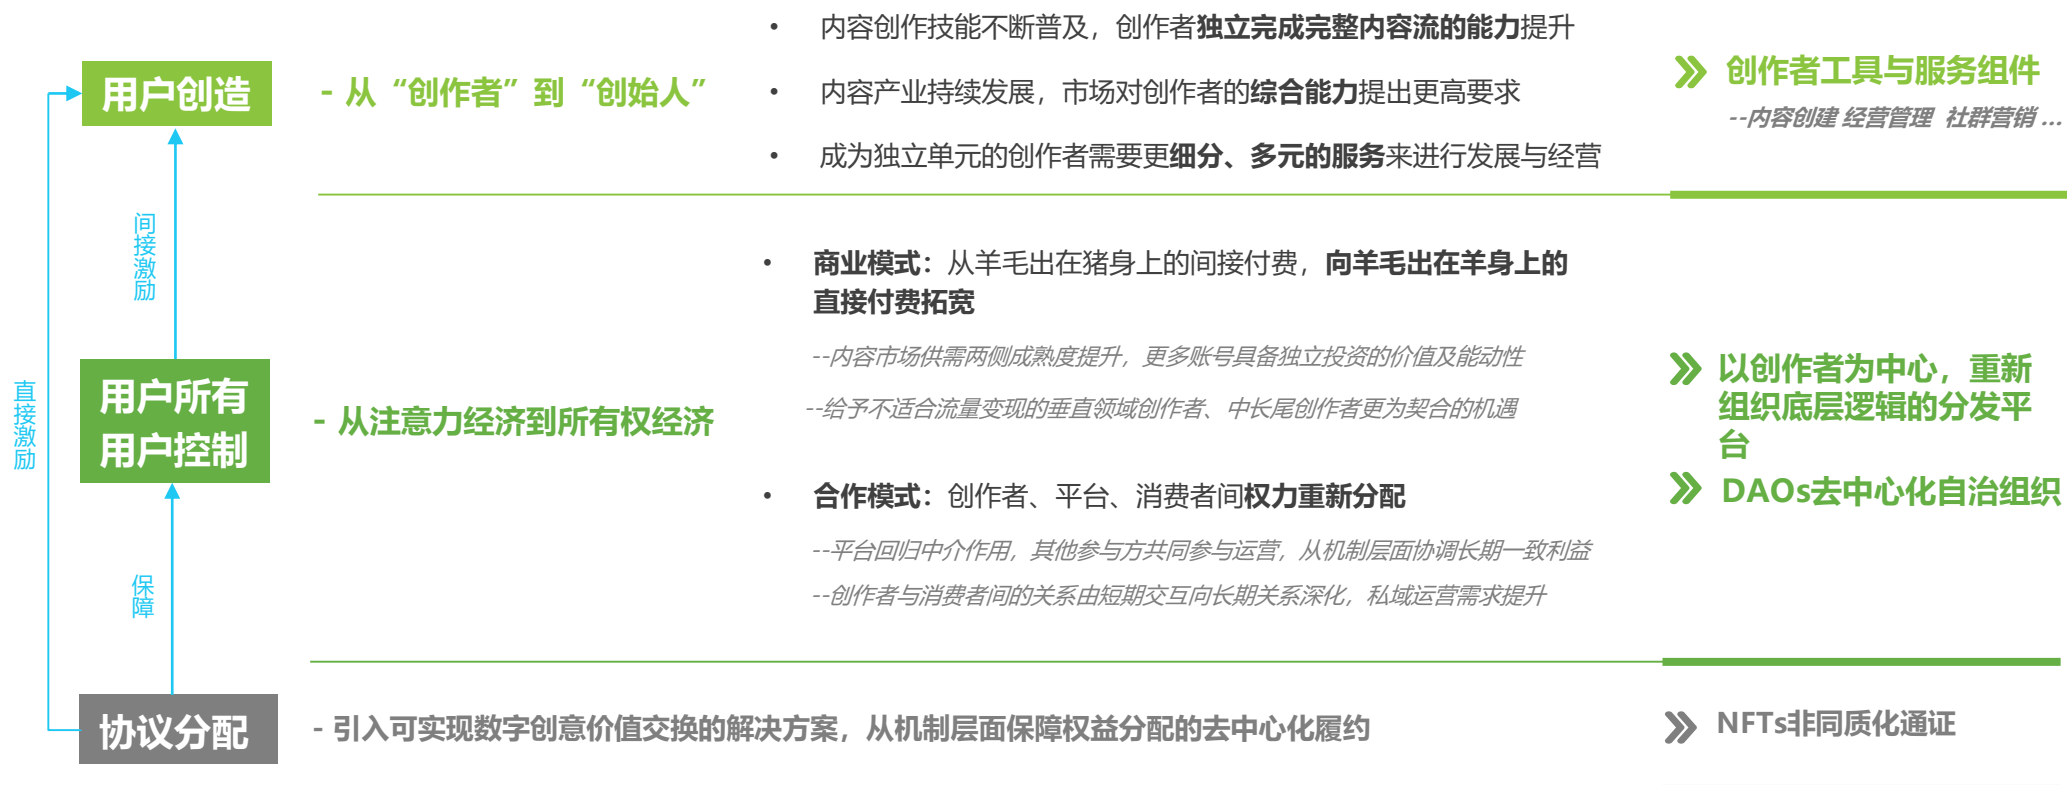 • 内容创作技能不断普及，创作者独立完成完整内容流的能力提升
用户创造
- 从“创作者”到“创始人”
• 内容产业持续发展，市场对创作者的综合能力提出更高要求
• 成为独立单元的创作者需要更细分、多元的服务来进行发展与经营
创作者工具与服务组件
--内容创建 经营管理 社群营销 ...
间接激励
直接激励
用户所有
用户控制
- 从注意力经济到所有权经济
• 商业模式：从羊毛出在猪身上的间接付费，向羊毛出在羊身上的
直接付费拓宽
--内容市场供需两侧成熟度提升，更多账号具备独立投资的价值及能动性
--给予不适合流量变现的垂直领域创作者、中长尾创作者更为契合的机遇
• 合作模式：创作者、平台、消费者间权力重新分配
--平台回归中介作用，其他参与方共同参与运营，从机制层面协调长期一致利益
--创作者与消费者间的关系由短期交互向长期关系深化，私域运营需求提升
以创作者为中心，重新
组织底层逻辑的分发平
台
DAOs去中心化自治组织
保障
协议分配
- 引入可实现数字创意价值交换的解决方案，从机制层面保障权益分配的去中心化履约
NFTs非同质化通证